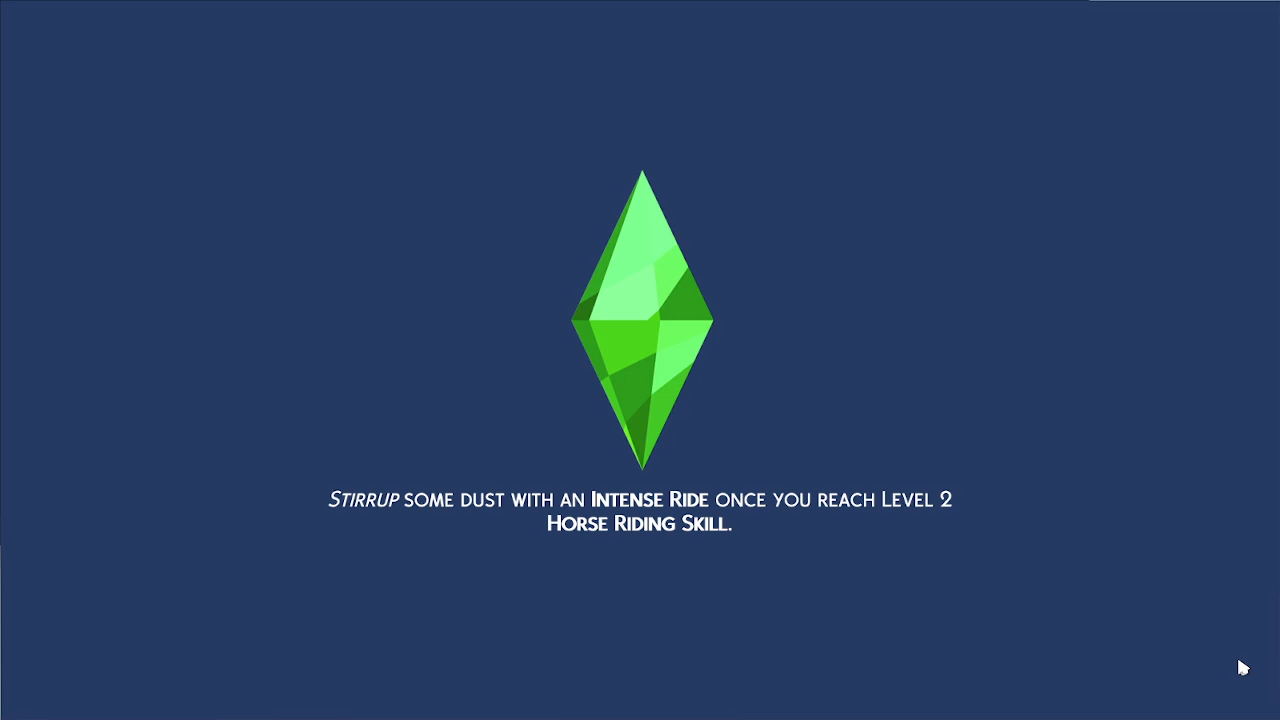 Stirrup some dust with an Intense Ride once you reach Level 2
Horse Riding Skill.